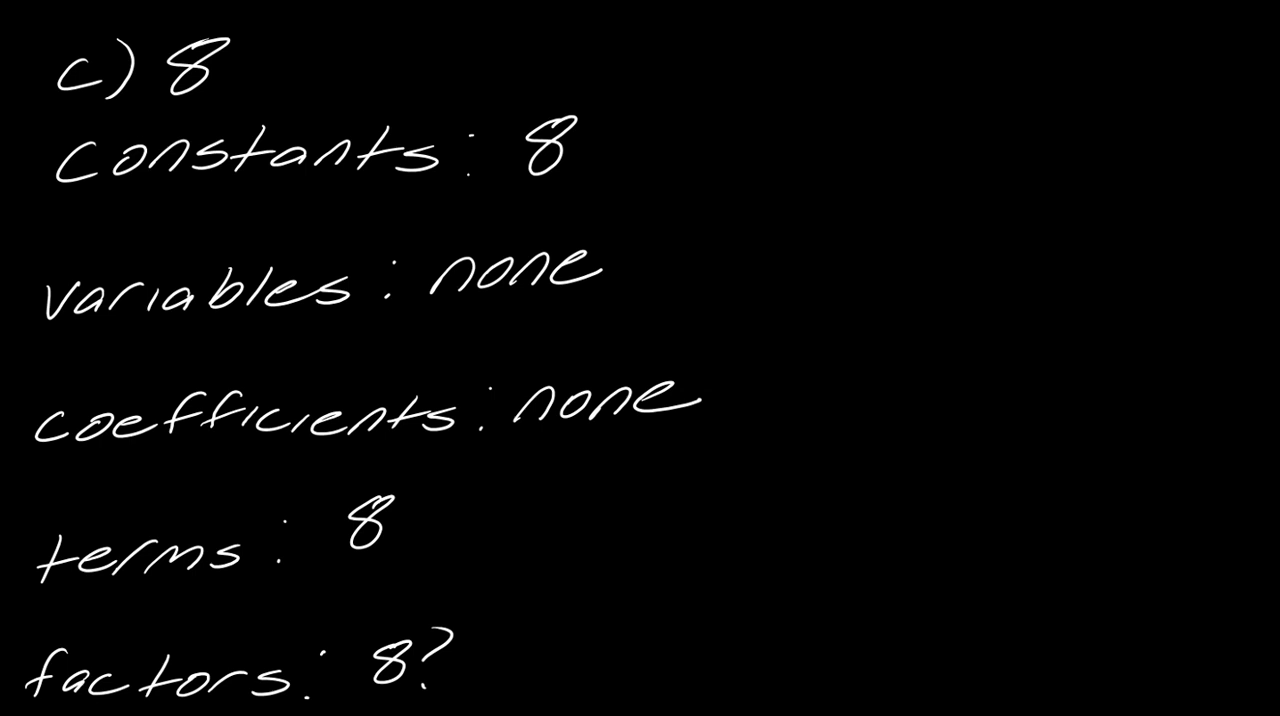 c) 8
constants: 8
variables: none
coefficients: none
terms: 8
factors: 8?